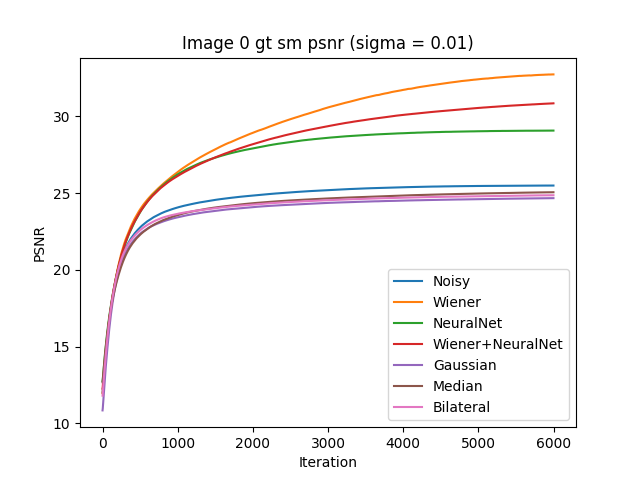 Image 0 gt sm psnr (sigma = 0.01)
PSNR
30
25
20
15
10
0 1000 2000 3000 4000 5000 6000
Iteration
Noisy
Wiener
NeuralNet
Wiener+NeuralNet
Gaussian
Median
Bilateral